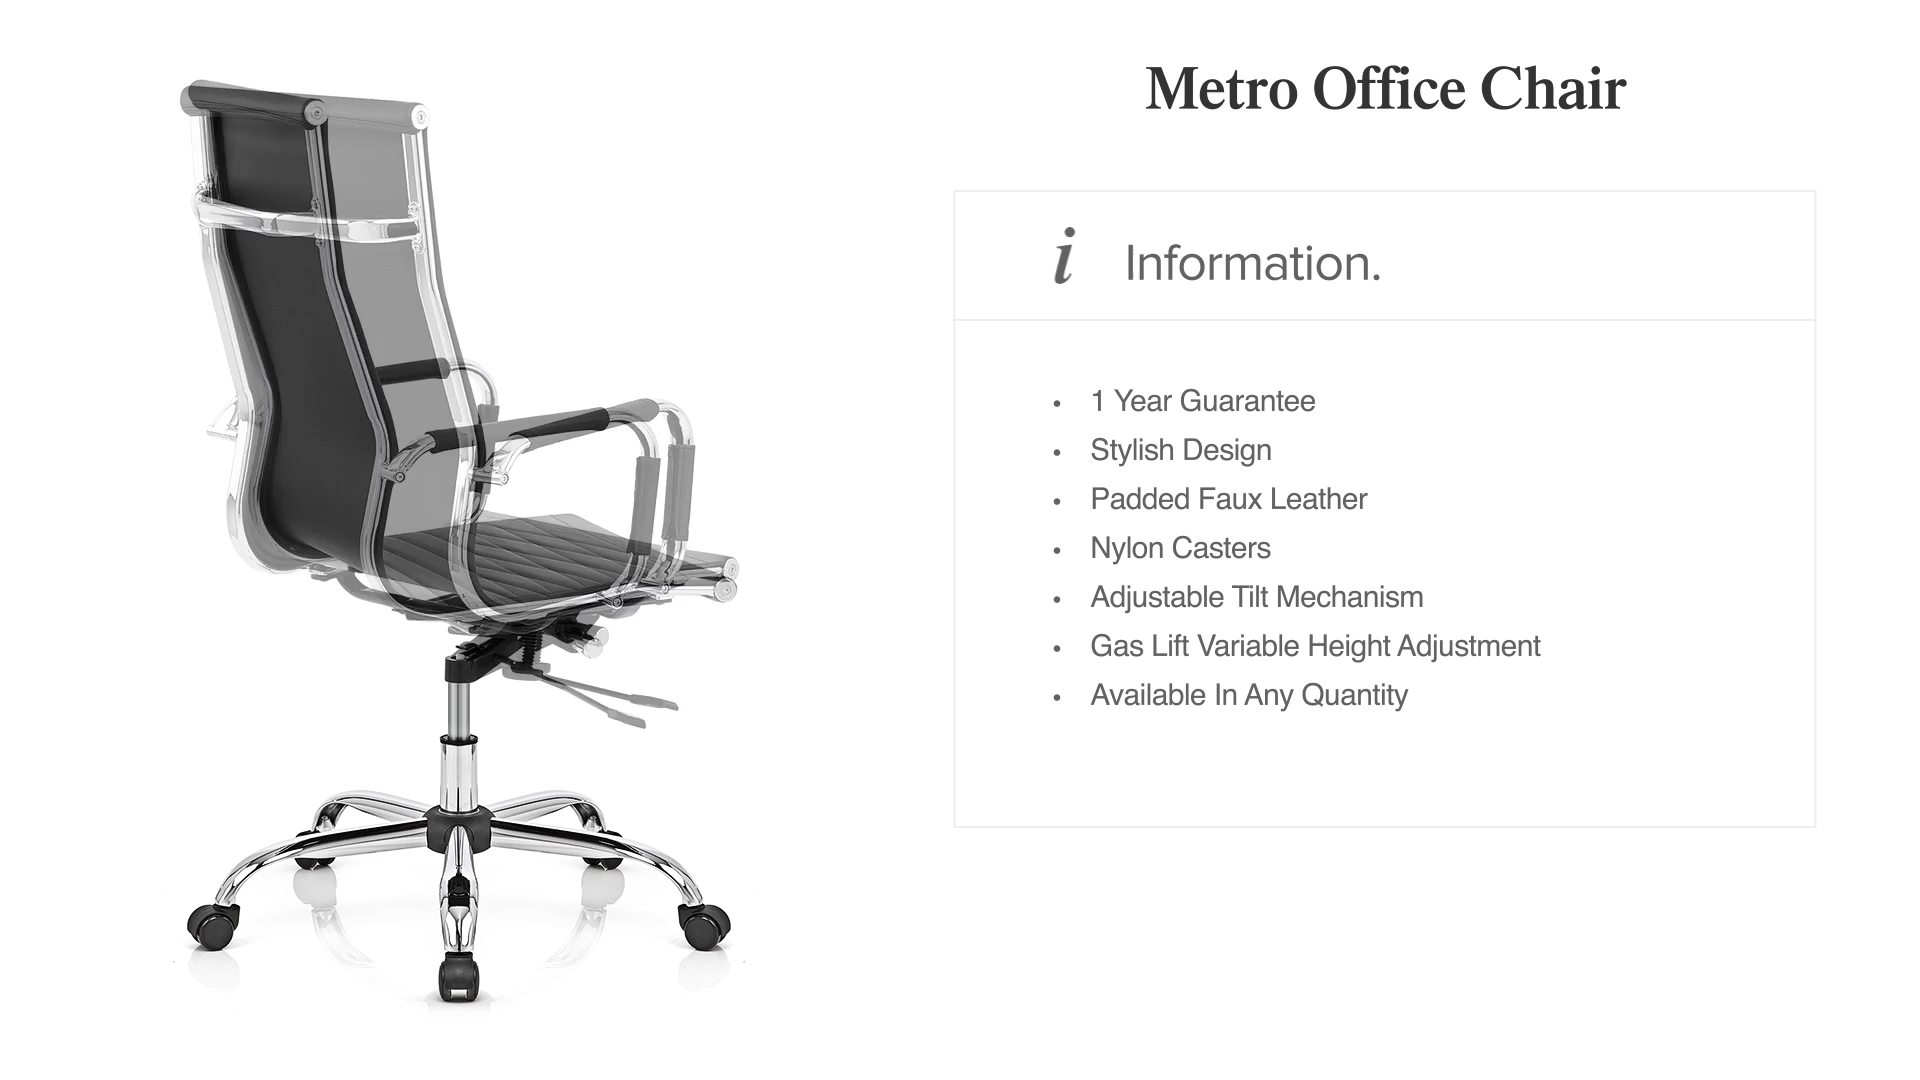 Metro Office Chair
i Information.
• 1 Year Guarantee
• Stylish Design
• Padded Faux Leather
• Nylon Casters
• Adjustable Tilt Mechanism
• Gas Lift Variable Height Adjustment
• Available In Any Quantity